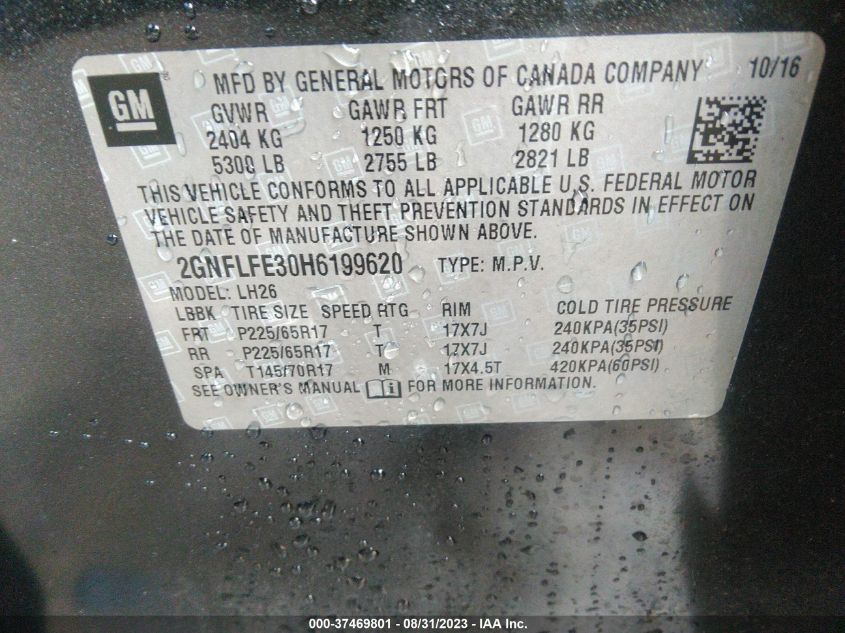 GM
MFD BY GENERAL MOTORS OF CANADA COMPANY 10/16
GVWR GAWR FRT GAWR RR
2404 KG 1250 KG 1280 KG
5300 LB 2755 LB 2821 LB
THIS VEHICLE CONFORMS TO ALL APPLICABLE U.S. FEDERAL MOTOR
VEHICLE SAFETY AND THEFT PREVENTION STANDARDS IN EFFECT ON
THE DATE OF MANUFACTURE SHOWN ABOVE.
2GNFLFE30H6199620 TYPE: M.P.V.
MODEL: LH26
LBBK TIRE SIZE SPEED RTG RIM COLD TIRE PRESSURE
FRT P225/65R17 T 17X7J 240KPA(35PSI)
RR P225/65R17 T 17X7J 240KPA(35PSI)
SPA T145/70R17 M 17X4.5T 420KPA(60PSI)
SEE OWNER'S MANUAL FOR MORE INFORMATION.
000-37469801 - 08/31/2023 - IAA Inc.